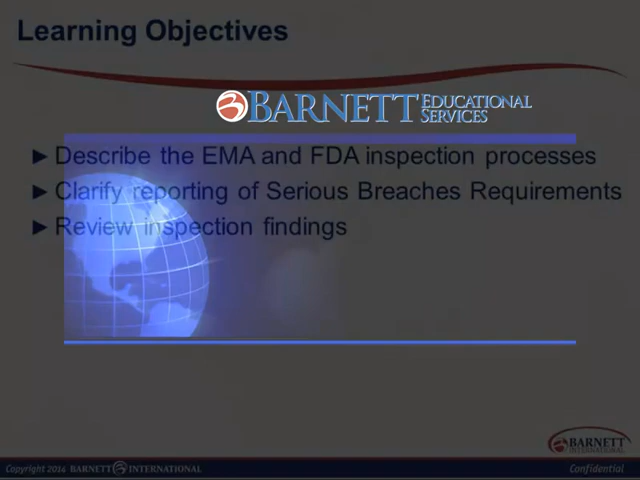 Learning Objectives
BARNETT EDUCATIONAL SERVICES
► Describe the EMA and FDA inspection processes
► Clarify reporting of Serious Breaches Requirements
► Review inspection findings
BARNETT
INTERNATIONAL
Copyright 2016 BARNETT INTERNATIONAL
Confidential